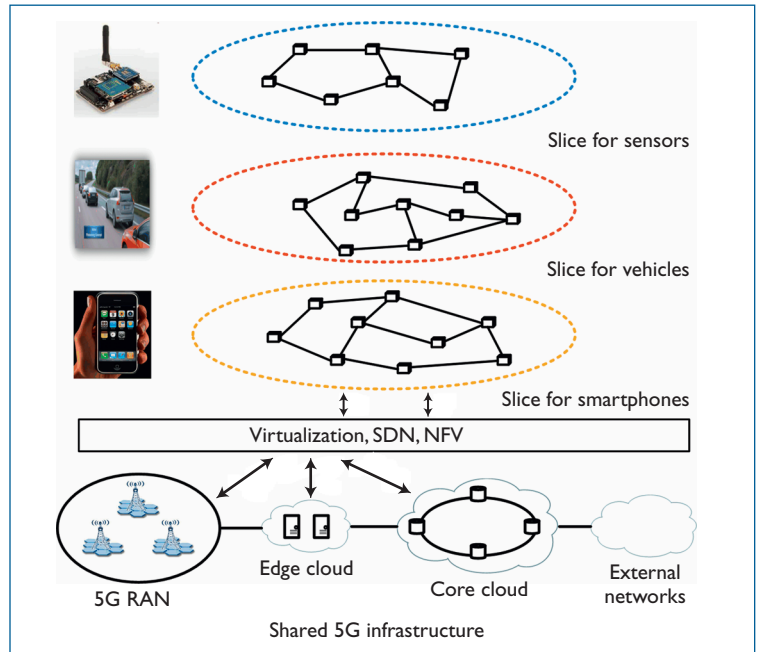 Slice for sensors
Slice for vehicles
Slice for smartphones
Virtualization, SDN, NFV
5G RAN
Edge cloud
Core cloud
External
networks
Shared 5G infrastructure